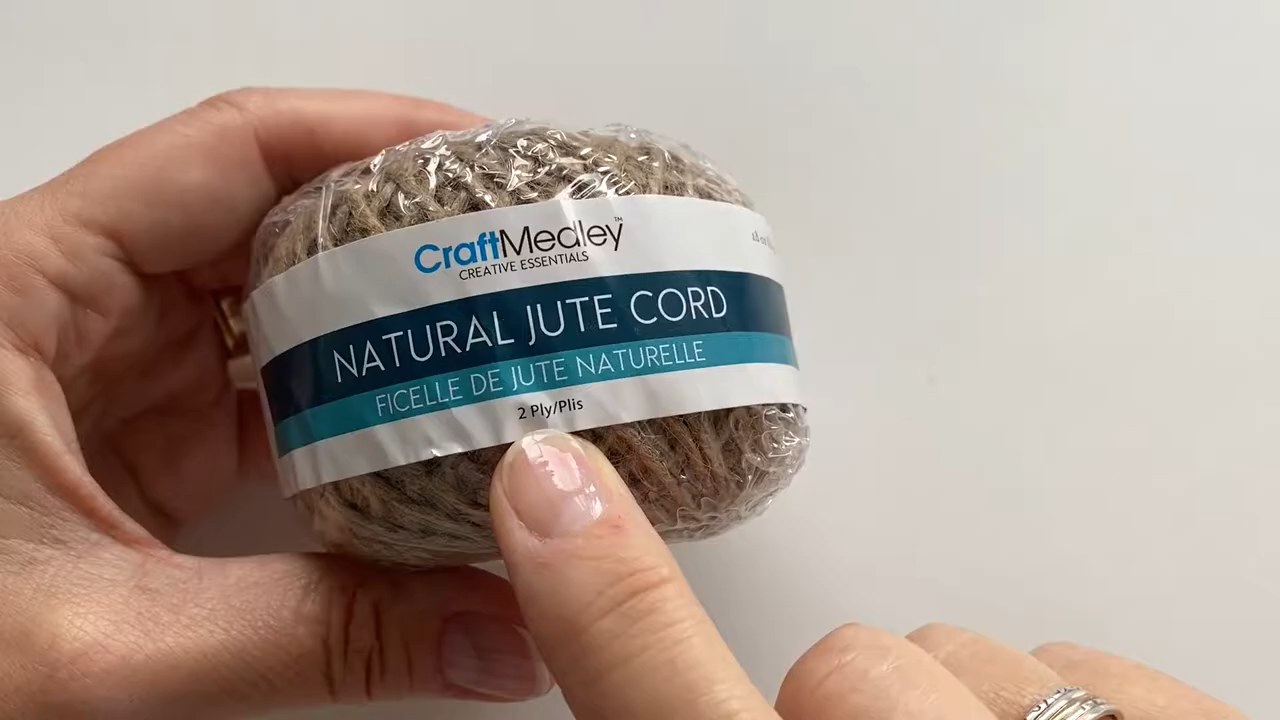 CraftMedley™
CREATIVE ESSENTIALS
NATURAL JUTE CORD
FICELLE DE JUTE NATURELLE
2 Ply/Plis